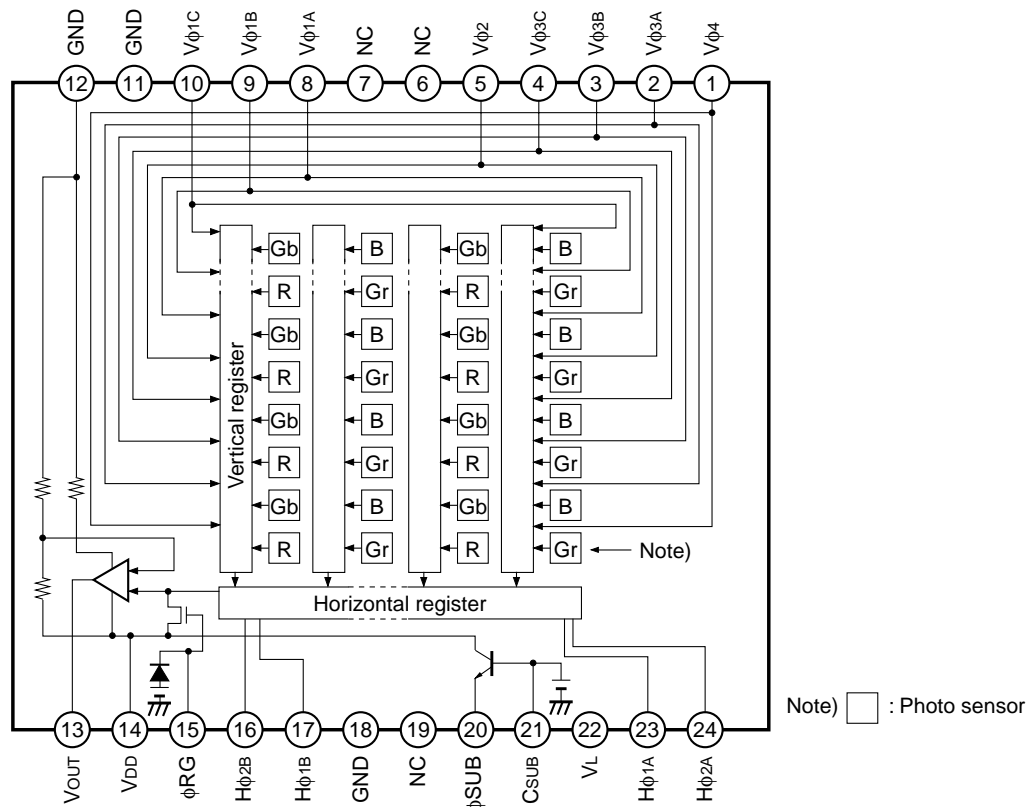 GND GND Vφ1C Vφ1B Vφ1A NC NC Vφ2 Vφ3C Vφ3B Vφ3A Vφ4
12 11 10 9 8 7 6 5 4 3 2 1
Vertical register
Gb B Gb B
R Gr R Gr
Gb B Gb B
R Gr R Gr
Gb B Gb B
R Gr R Gr
Gb B Gb B
R Gr R Gr
Note)
Horizontal register
Note) : Photo sensor
13 14 15 16 17 18 19 20 21 22 23 24
VOUT VDD φRG Hφ2B Hφ1B GND NC φSUB CSUB VL Hφ1A Hφ2A